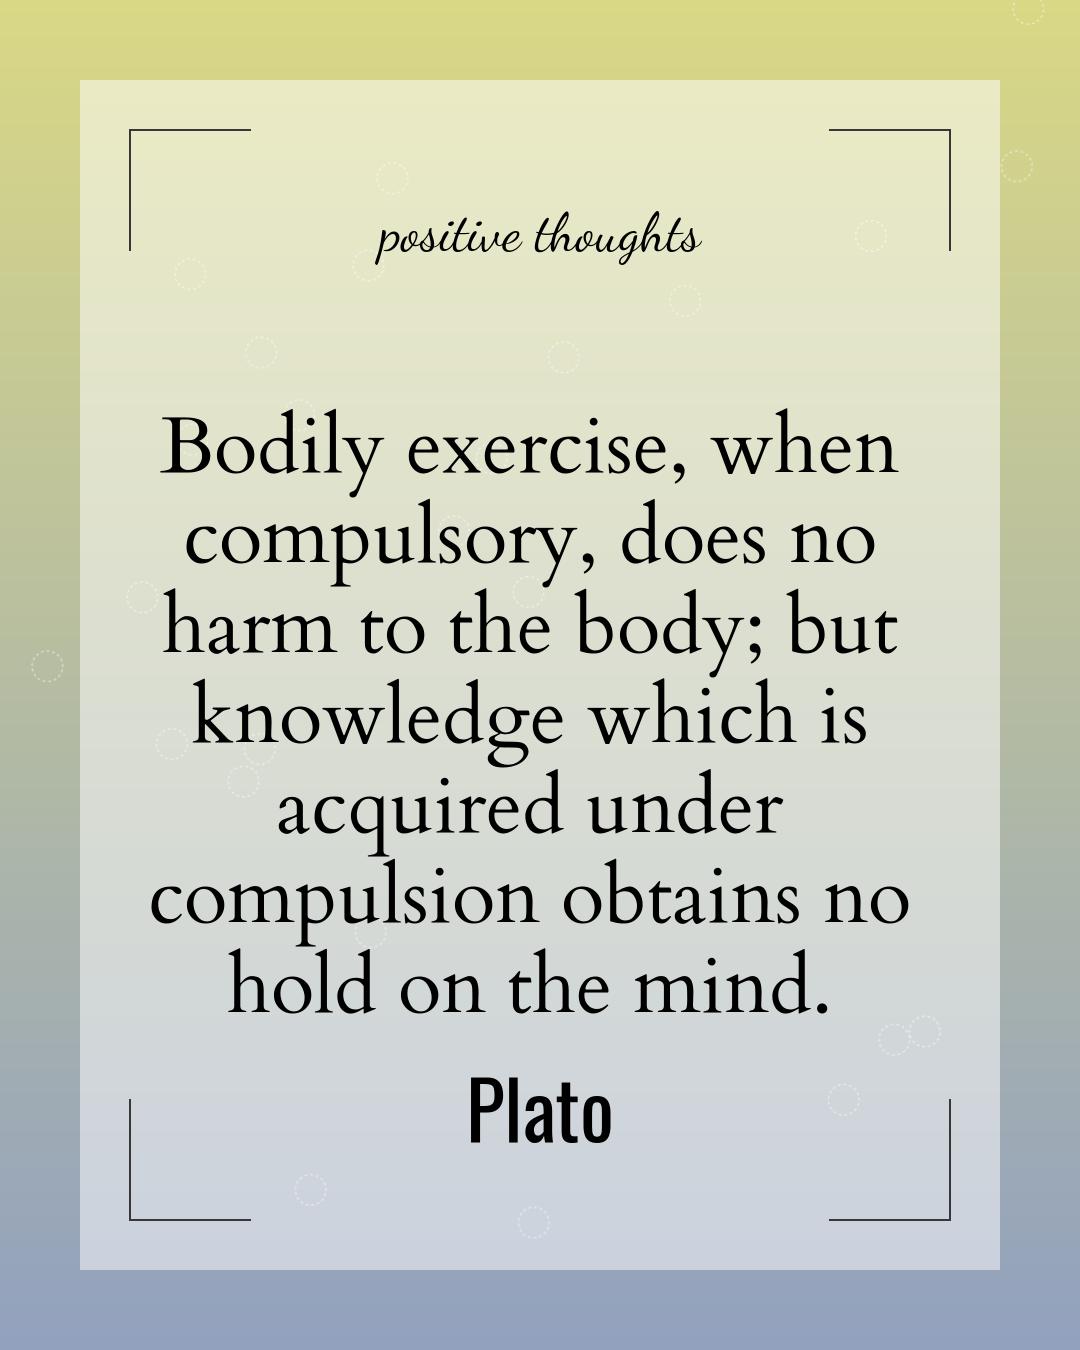 positive thoughts
Bodily exercise, when
compulsory, does no
harm to the body; but
knowledge which is
acquired under
compulsion obtains no
hold on the mind.
Plato